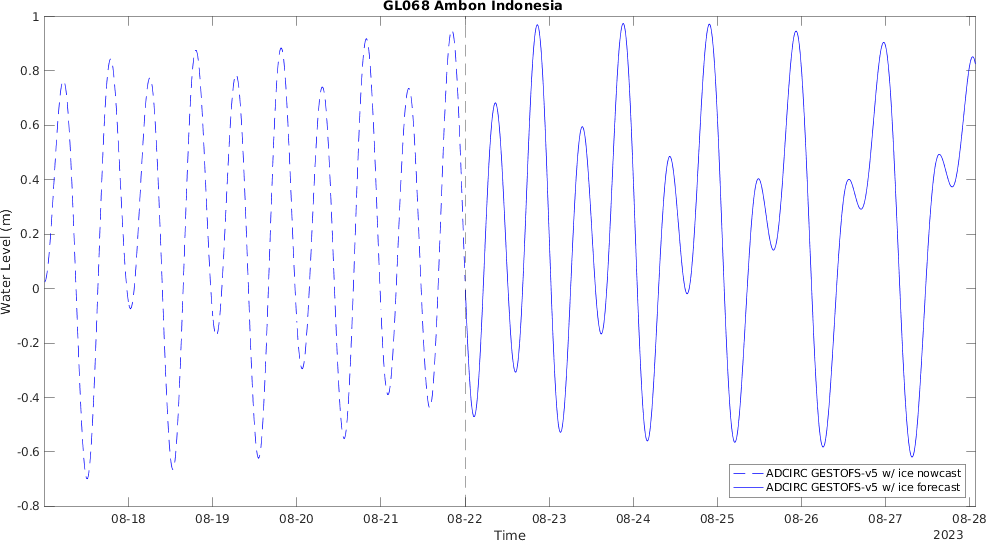 GL068 Ambon Indonesia
1
0.8
0.6
0.4
0.2
0
-0.2
-0.4
-0.6
-0.8
Water Level (m)
ADCIRC GESTOFS-v5 w/ ice nowcast
ADCIRC GESTOFS-v5 w/ ice forecast
08-18 08-19 08-20 08-21 08-22 08-23 08-24 08-25 08-26 08-27 08-28
Time
2023